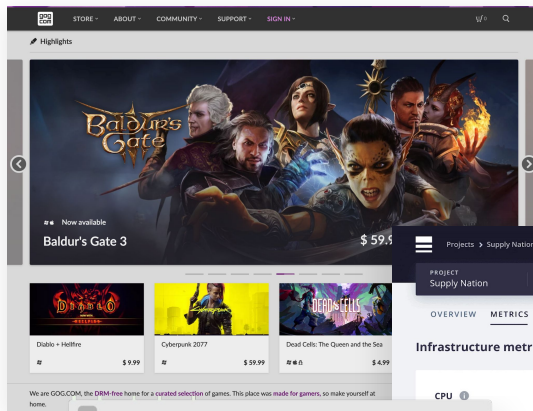 GOG
COM
STORE
ABOUT
COMMUNITY
SUPPORT
SIGN IN
0
Highlights
Baldur's
Gate
Now available
Baldur's Gate 3
$ 59.9
Projects > Supply Nation
PROJECT
Supply Nation
OVERVIEW METRICS
Infrastructure metr
CPU
DIABLO
HELLFIRE
Cyberpunk
DEAD CELLS
Diablo + Hellfire
$ 9.99
Cyberpunk 2077
$ 59.99
Dead Cells: The Queen and the Sea
$ 4.99
We are GOG.COM, the DRM-free home for a curated selection of games. This place was made for gamers, so make yourself at
home.